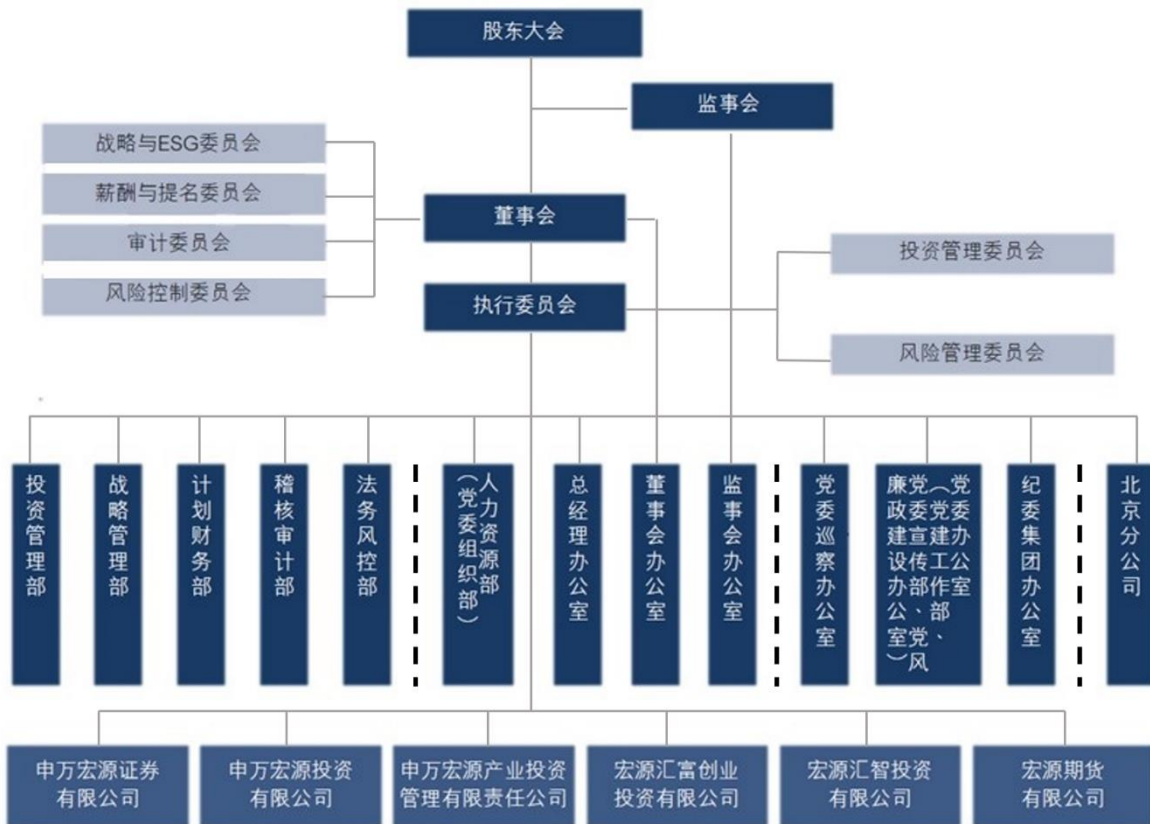 股东大会
监事会
战略与ESG委员会
薪酬与提名委员会
董事会
审计委员会
投资管理委员会
风险控制委员会
执行委员会
风险管理委员会
投资管理部
战略管理部
计划财务部
稽核审计部
法务风控部
人力资源部
（党委组织部）
总经理办公室
董事会办公室
监事会办公室
党委巡察办公室
党委办公室
（党建工作部、
党委宣传部、党风
廉政建设办公室）
纪委集团办公室
北京分公司
申万宏源证券
有限公司
申万宏源投资
有限公司
申万宏源产业投资
管理有限责任公司
宏源汇富创业
投资有限公司
宏源汇智投资
有限公司
宏源期货
有限公司